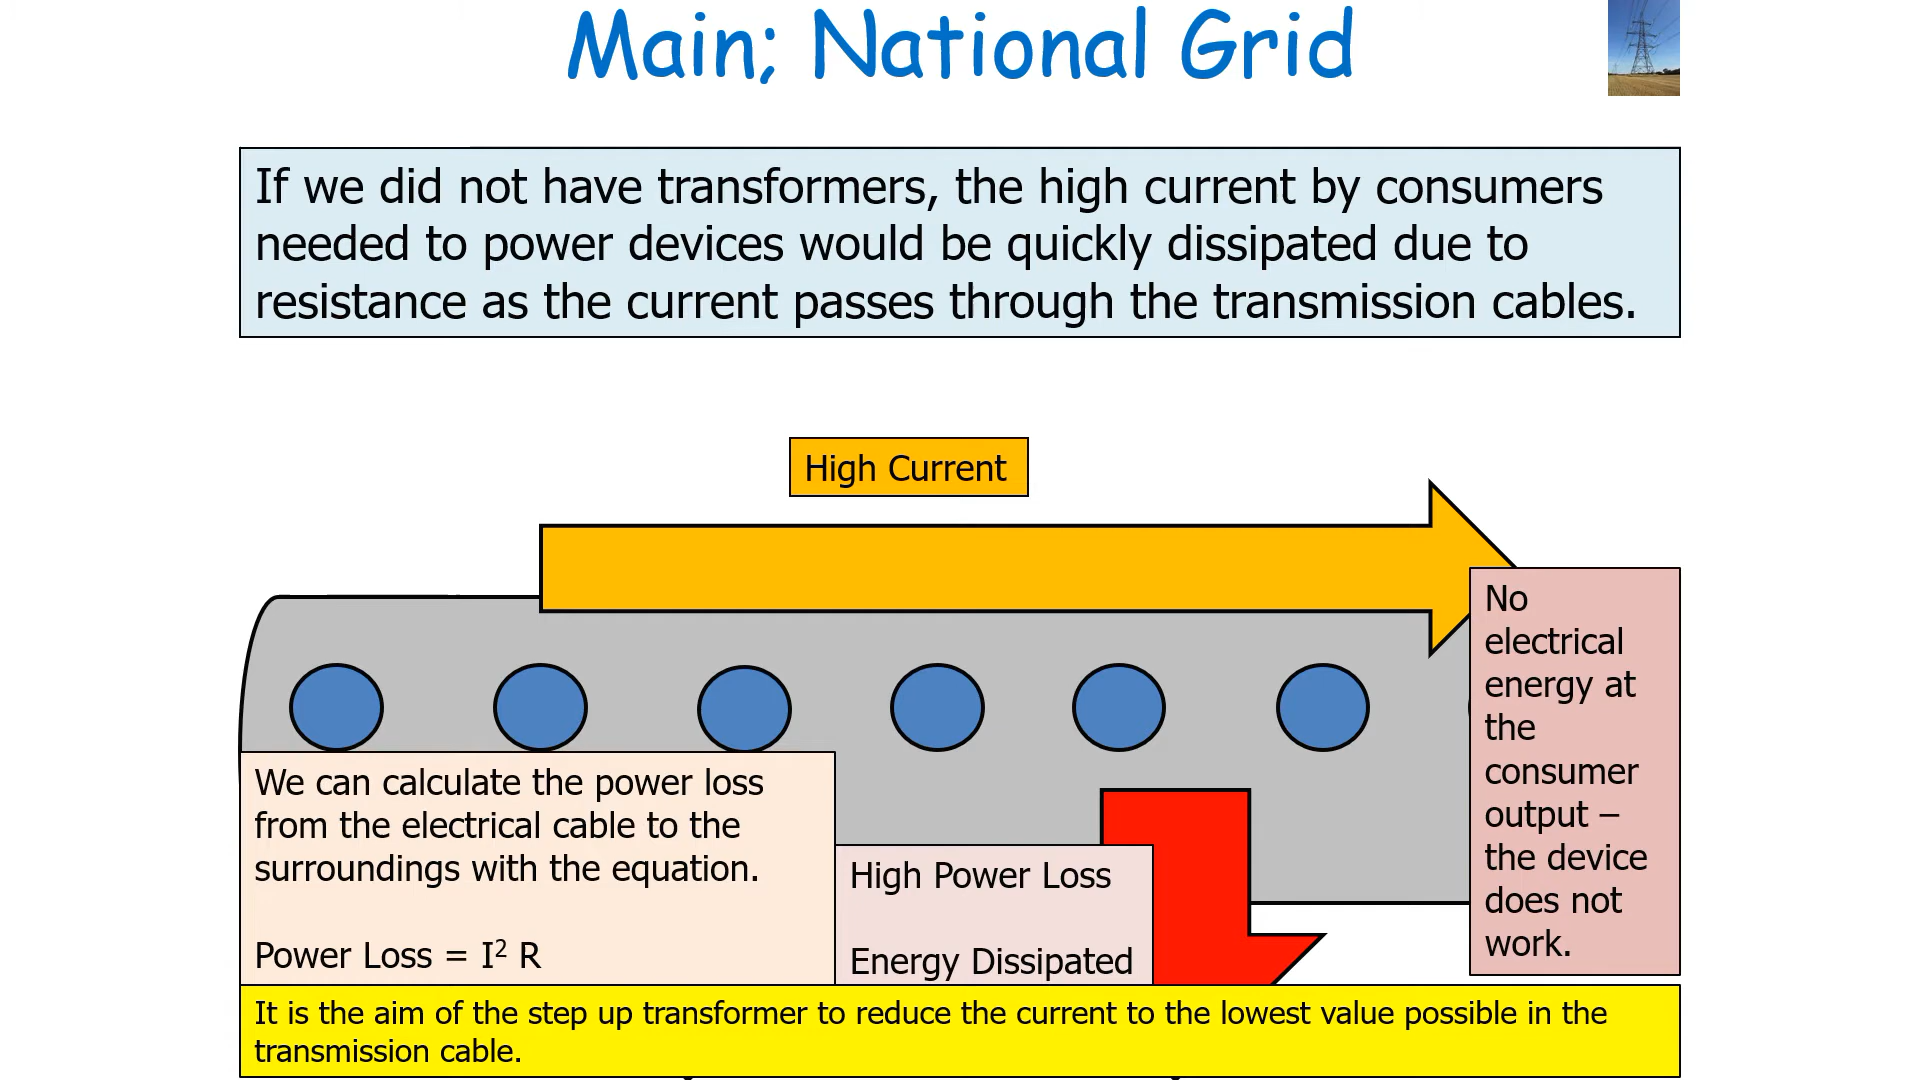 Main; National Grid
If we did not have transformers, the high current by consumers
needed to power devices would be quickly dissipated due to
resistance as the current passes through the transmission cables.
High Current
No
electrical
energy at
the
consumer
output –
the device
does not
work.
We can calculate the power loss
from the electrical cable to the
surroundings with the equation.
Power Loss = I² R
High Power Loss
Energy Dissipated
It is the aim of the step up transformer to reduce the current to the lowest value possible in the
transmission cable.